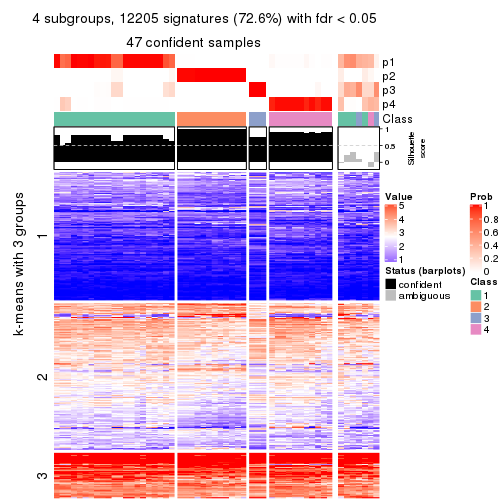 4 subgroups, 12205 signatures (72.6%) with fdr < 0.05
47 confident samples
p1
p2
p3
p4
Class
1
0.5
0
Silhouette
score
k-means with 3 groups
1
2
3
Value
5
4
3
2
1
Status (barplots)
confident
ambiguous
Prob
1
0.8
0.6
0.4
0.2
0
Class
1
2
3
4